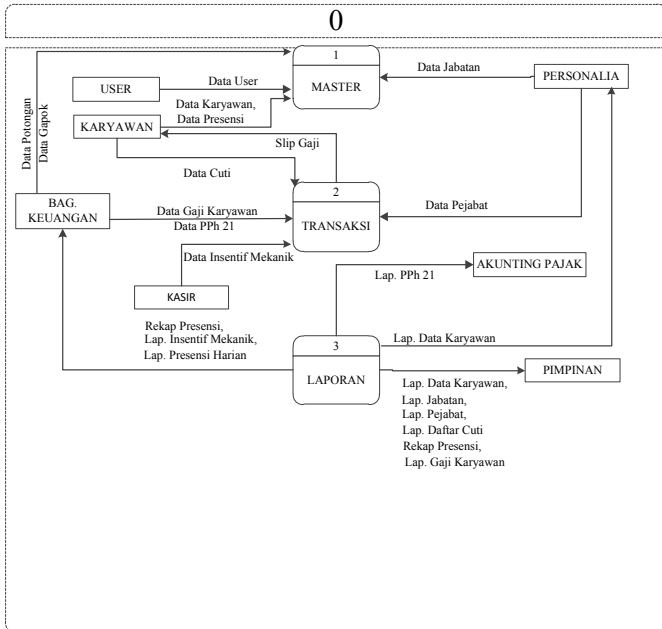 0
1
MASTER
Data Jabatan
PERSONALIA
USER
Data User
Data Karyawan,
Data Presensi
KARYAWAN
Slip Gaji
Data Potongan
Data Gapok
Data Cuti
BAG.
KEUANGAN
Data Gaji Karyawan
Data PPh 21
2
TRANSAKSI
Data Pejabat
Data Insentif Mekanik
KASIR
Lap. PPh 21
AKUNTING PAJAK
Rekap Presensi,
Lap. Insentif Mekanik,
Lap. Presensi Harian
3
LAPORAN
Lap. Data Karyawan
PIMPINAN
Lap. Data Karyawan,
Lap. Jabatan,
Lap. Pejabat,
Lap. Daftar Cuti
Rekap Presensi,
Lap. Gaji Karyawan